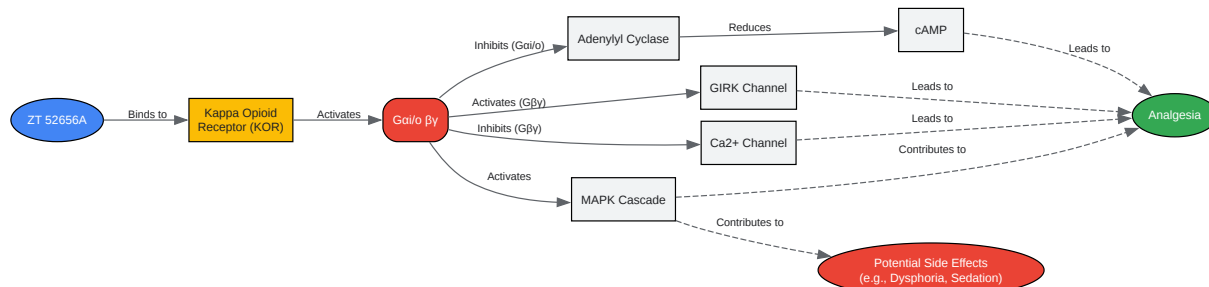 ZT 52656A
Binds to
Kappa Opioid
Receptor (KOR)
Activates
Gαi/o βγ
Inhibits (Gαi/o)
Adenylyl Cyclase
Reduces
cAMP
Leads to
Activates (Gβγ)
GIRK Channel
Leads to
Inhibits (Gβγ)
Ca2+ Channel
Leads to
Analgesia
Activates
MAPK Cascade
Contributes to
Contributes to
Potential Side Effects
(e.g., Dysphoria, Sedation)